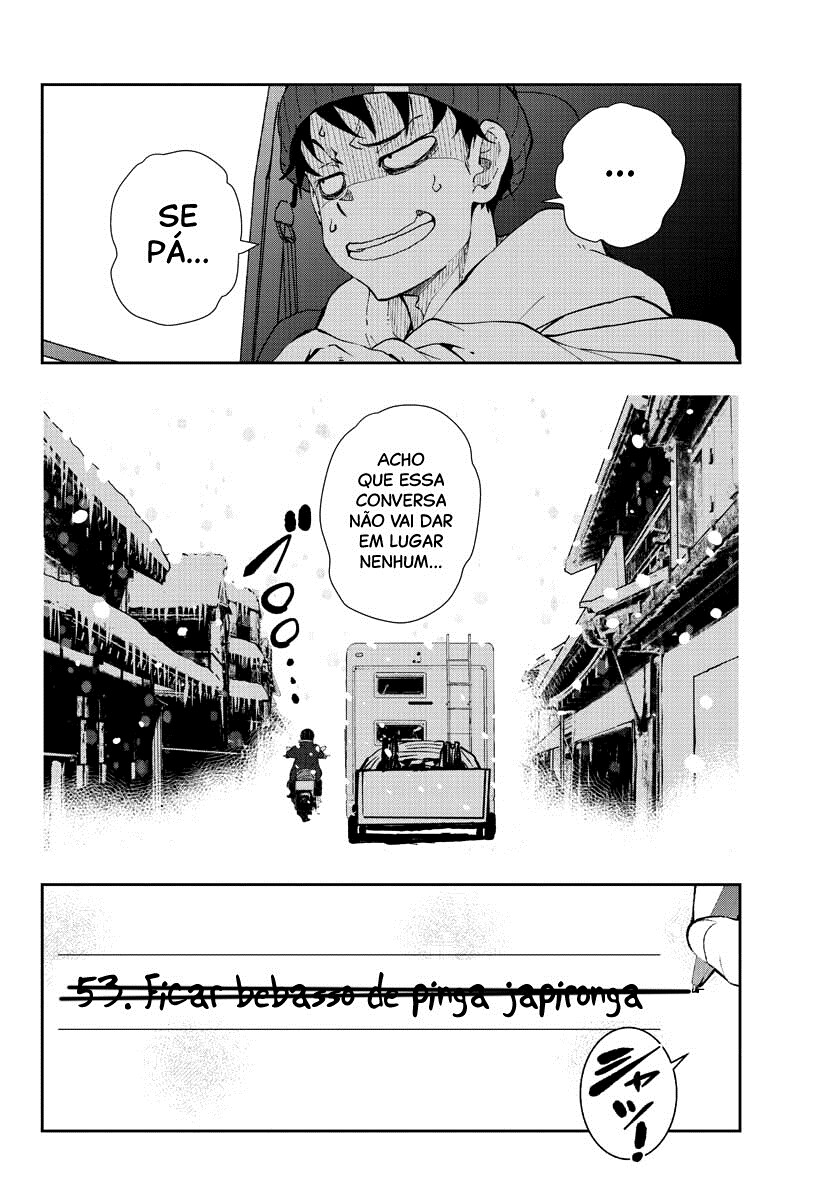 ...
SE
PÁ...
ACHO
QUE ESSA
CONVERSA
NÃO VAI DAR
EM LUGAR
NENHUM...
ブロロ...
53. Ficar bebasso de pinga japironga
シャッ!